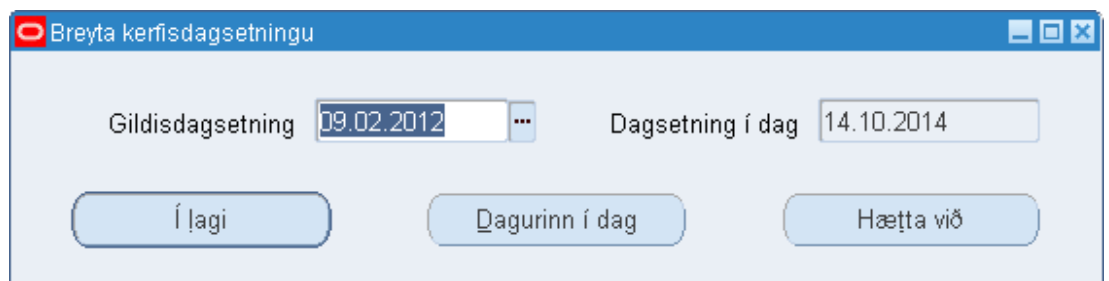 Breyta kerfisdagsetningu
Gildisdagsetning 09.02.2012 ... Dagsetning í dag 14.10.2014
Í lagi Dagurinn í dag Hætta við